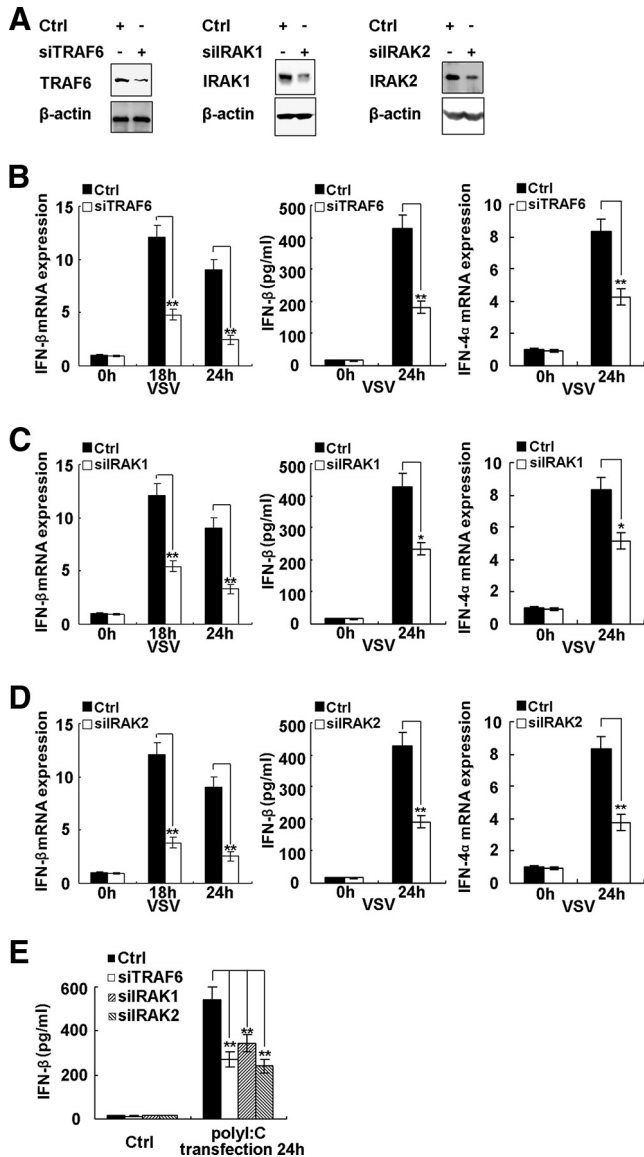 A
Ctrl + -
siTRAF6 - +
TRAF6
β-actin
Ctrl + -
siIRAK1 - +
IRAK1
β-actin
Ctrl + -
siIRAK2 - +
IRAK2
β-actin
B
IFN-β mRNA expression
Ctrl
siTRAF6
15
10
5
0
**
**
0h 18h 24h
VSV
IFN-β (pg/ml)
Ctrl
siTRAF6
500
400
300
200
100
0
**
0h 24h
VSV
IFN-4α mRNA expression
Ctrl
siTRAF6
10
8
6
4
2
0
**
0h 24h
VSV
C
IFN-β mRNA expression
Ctrl
siIRAK1
15
10
5
0
**
**
0h 18h 24h
VSV
IFN-β (pg/ml)
Ctrl
siIRAK1
500
400
300
200
100
0
*
0h 24h
VSV
IFN-4α mRNA expression
Ctrl
siIRAK1
10
8
6
4
2
0
*
0h 24h
VSV
D
IFN-β mRNA expression
Ctrl
siIRAK2
15
10
5
0
**
**
0h 18h 24h
VSV
IFN-β (pg/ml)
Ctrl
siIRAK2
500
400
300
200
100
0
**
0h 24h
VSV
IFN-4α mRNA expression
Ctrl
siIRAK2
10
8
6
4
2
0
**
0h 24h
VSV
E
IFN-β (pg/ml)
Ctrl
siTRAF6
siIRAK1
siIRAK2
600
400
200
0
**
**
**
Ctrl
polyI:C
transfection 24h